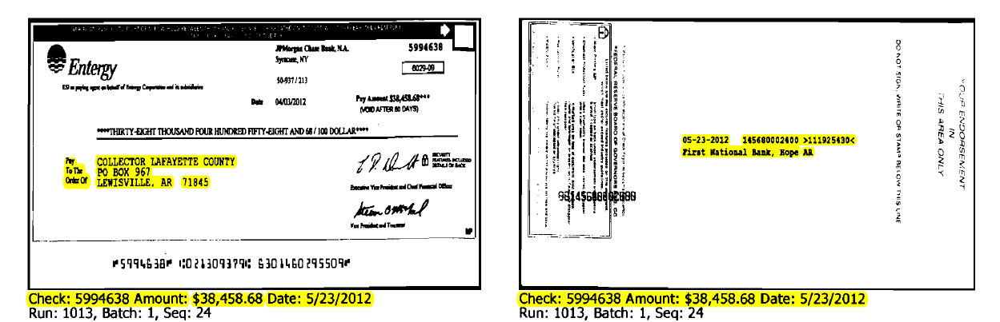 JPMorgan Chase Bank, N.A.
Syracuse, NY
5994638
6029-09
Entergy
ESI as paying agent on behalf of Entergy Corporation and its subsidiaries
50-937 / 213
Date 04/03/2012
Pay Amount $38,458.68***
(VOID AFTER 60 DAYS)
****THIRTY-EIGHT THOUSAND FOUR HUNDRED FIFTY-EIGHT AND 68 / 100 DOLLAR****
Pay
To The
Order Of
COLLECTOR LAFAYETTE COUNTY
PO BOX 967
LEWISVILLE, AR 71845
SECURITY
FEATURES INCLUDED
DETAILS ON BACK
Executive Vice President and Chief Financial Officer
Vice President and Treasurer
MP
⑈5994638⑈ ⑆021309379⑆ 6301460295509⑈
Check: 5994638 Amount: $38,458.68 Date: 5/23/2012
Run: 1013, Batch: 1, Seq: 24
FEDERAL RESERVE BOARD OF GOVERNORS REG. CC
05-23-2012 145680002400 >111925430<
First National Bank, Hope AR
DO NOT SIGN, WRITE OR STAMP BELOW THIS LINE
YOUR ENDORSEMENT
IN
THIS AREA ONLY
Check: 5994638 Amount: $38,458.68 Date: 5/23/2012
Run: 1013, Batch: 1, Seq: 24